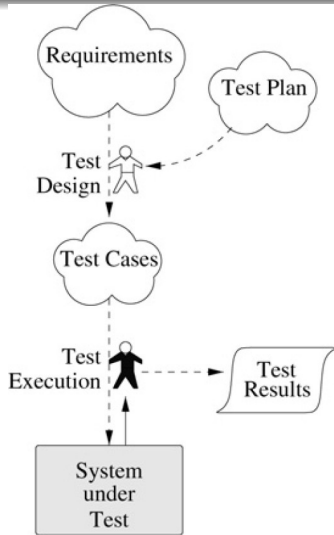 Requirements
Test Plan
Test
Design
Test Cases
Test
Execution
Test
Results
System
under
Test